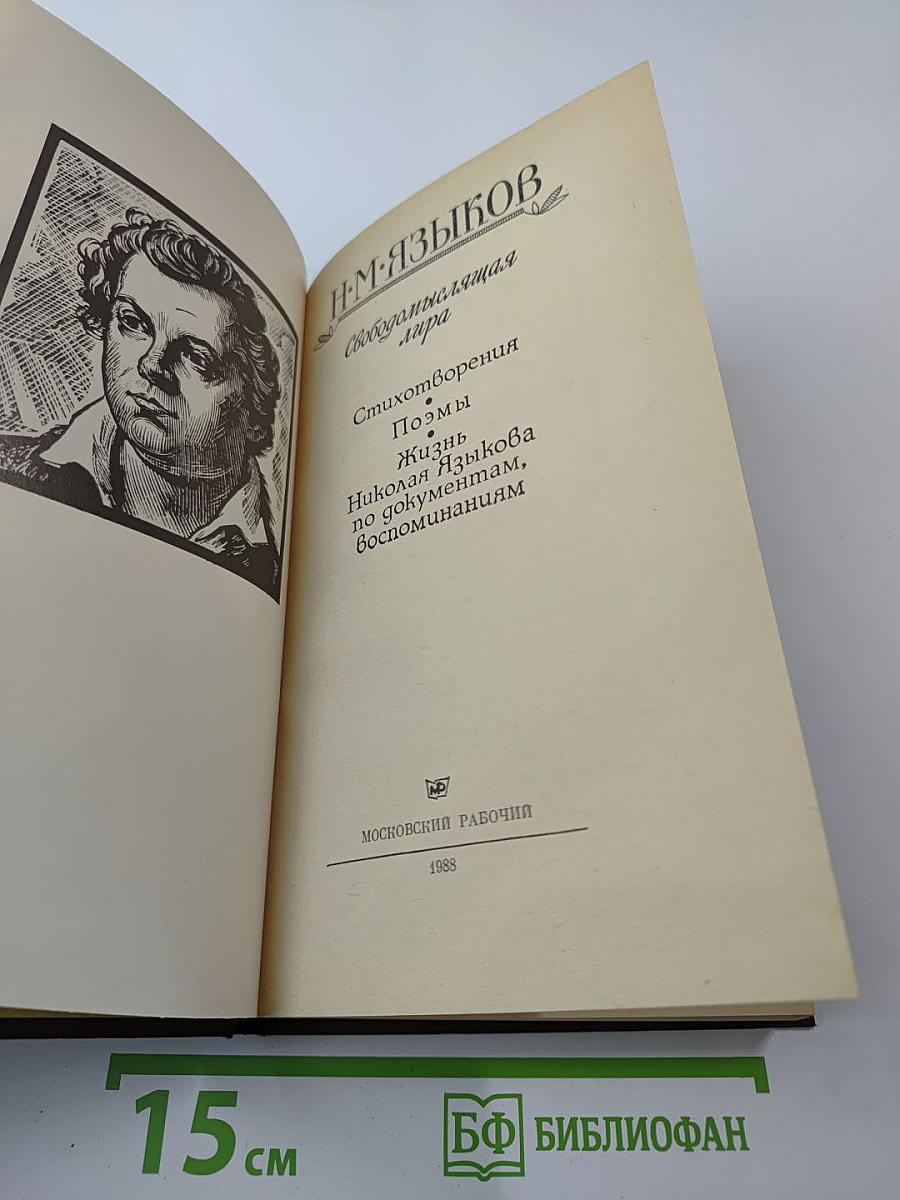 Н·М·ЯЗЫКОВ
Свободомыслящая
лира
Стихотворения
•
Поэмы
•
Жизнь
Николая Языкова
по документам,
воспоминаниям
МР
МОСКОВСКИЙ РАБОЧИЙ
1988
15 см
БФ БИБЛИОФАН